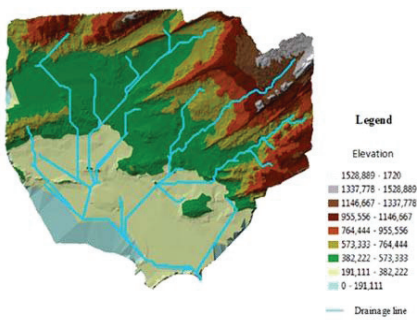 Legend
Elevation
1528,889 - 1720
1337,778 - 1528,889
1146,667 - 1337,778
955,556 - 1146,667
764,444 - 955,556
573,333 - 764,444
382,222 - 573,333
191,111 - 382,222
0 - 191,111
Drainage line